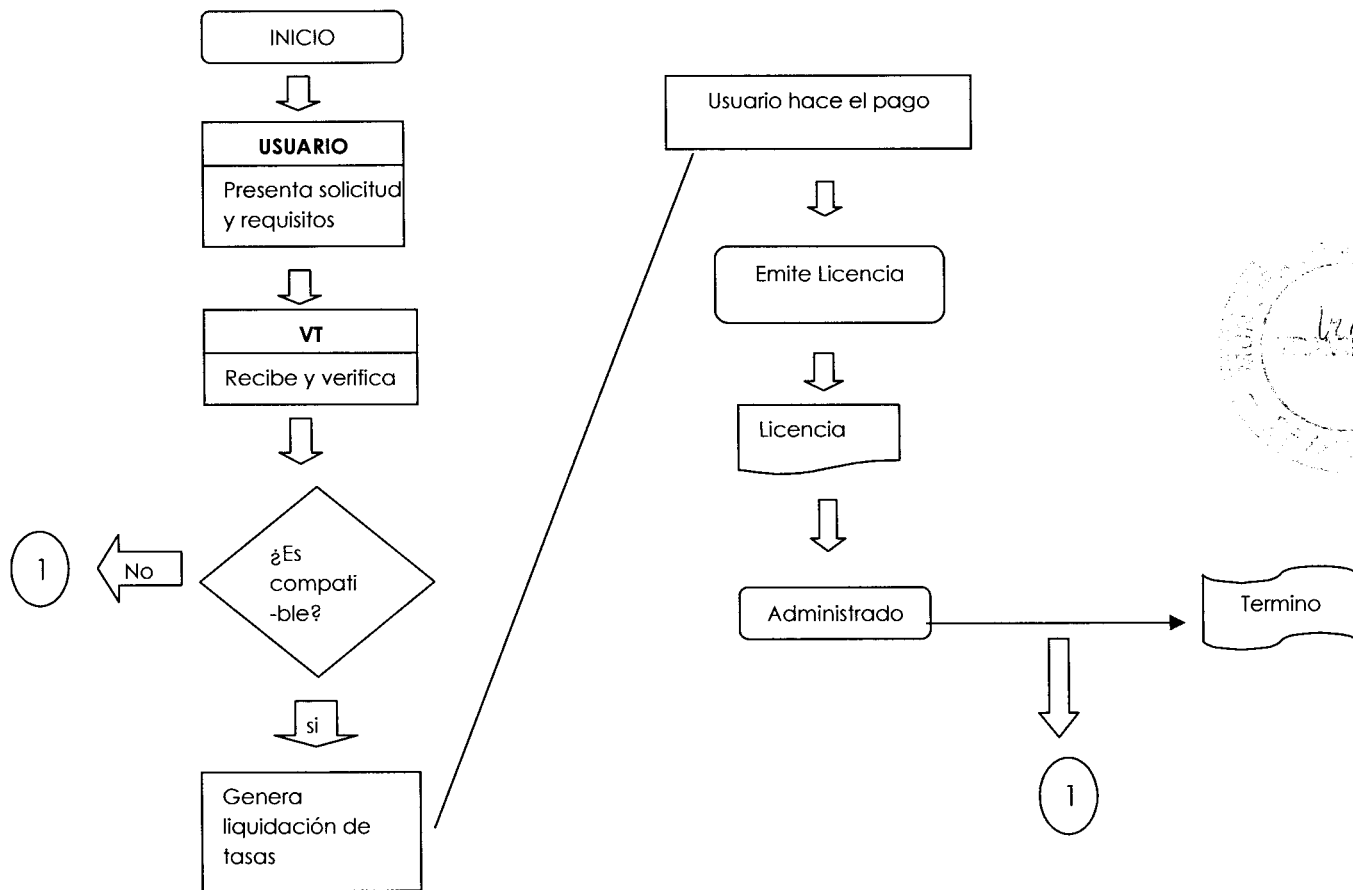 INICIO
USUARIO
Presenta solicitud
y requisitos
VT
Recibe y verifica
¿Es
compati
-ble?
No
1
si
Genera
liquidación de
tasas
Usuario hace el pago
Emite Licencia
Licencia
Administrado
Termino
1